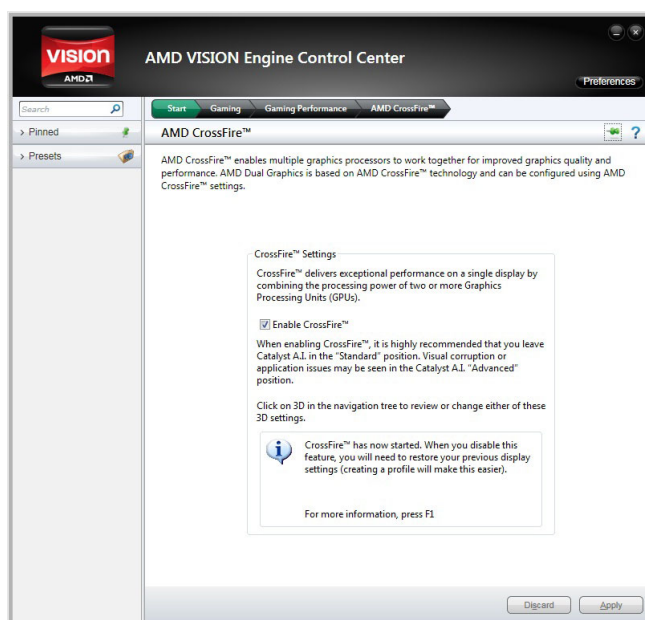 VISION
AMD
AMD VISION Engine Control Center
Preferences
Search
Start Gaming Gaming Performance AMD CrossFire™
> Pinned
AMD CrossFire™
?
> Presets
AMD CrossFire™ enables multiple graphics processors to work together for improved graphics quality and
performance. AMD Dual Graphics is based on AMD CrossFire™ technology and can be configured using AMD
CrossFire™ settings.
CrossFire™ Settings
CrossFire™ delivers exceptional performance on a single display by
combining the processing power of two or more Graphics
Processing Units (GPUs).
Enable CrossFire™
When enabling CrossFire™, it is highly recommended that you leave
Catalyst A.I. in the "Standard" position. Visual corruption or
application issues may be seen in the Catalyst A.I. "Advanced"
position.
Click on 3D in the navigation tree to review or change either of these
3D settings.
CrossFire™ has now started. When you disable this
feature, you will need to restore your previous display
settings (creating a profile will make this easier).
For more information, press F1
Discard Apply